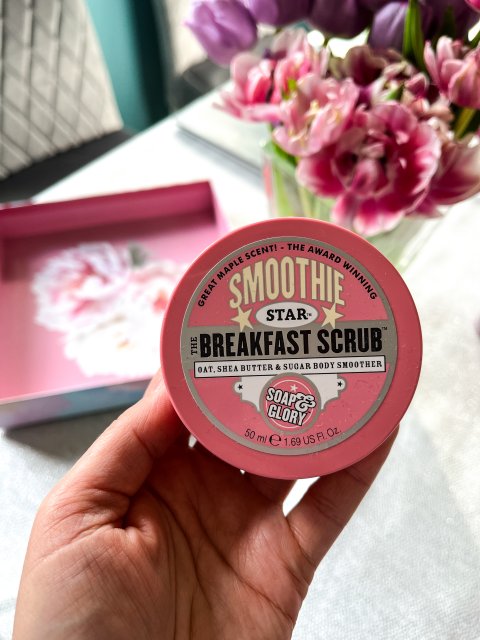 GREAT MAPLE SCENT! - THE AWARD WINNING
SMOOTHIE
STAR™
THE BREAKFAST SCRUB™
OAT, SHEA BUTTER & SUGAR BODY SMOOTHER
SOAP &
GLORY
50 ml ℮ 1.69 US Fl. Oz.